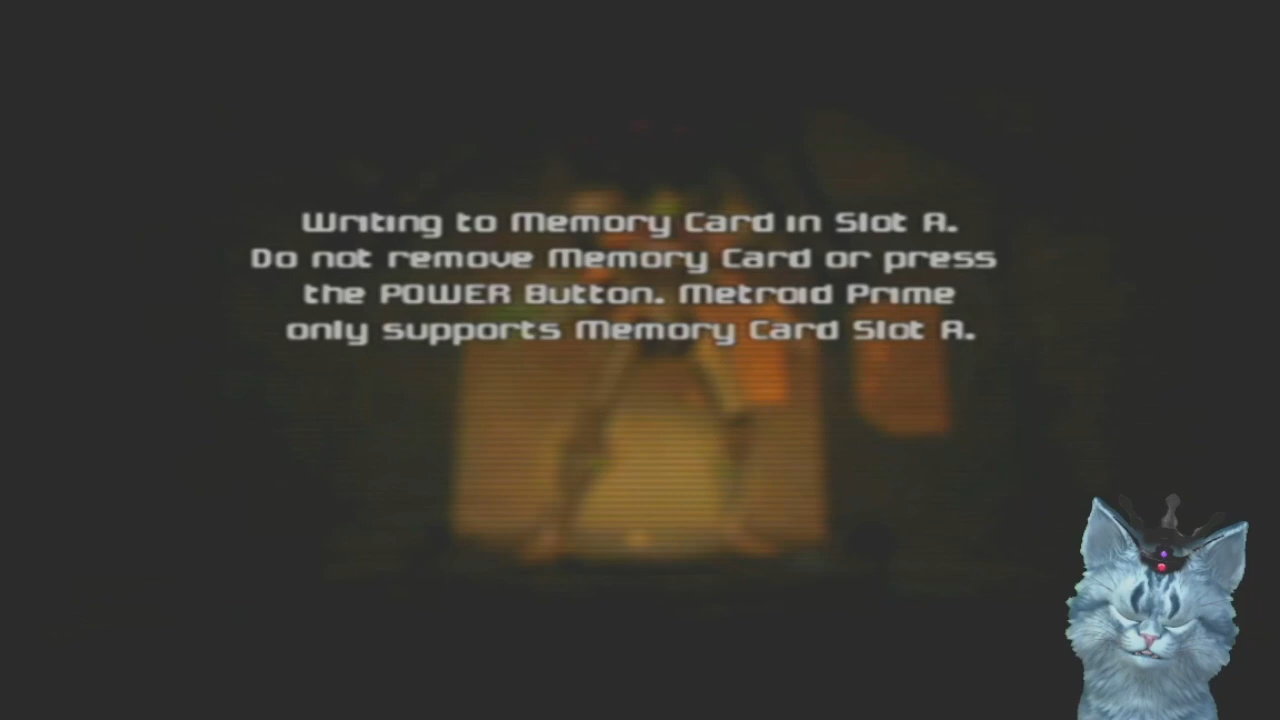 Writing to Memory Card in Slot A.
Do not remove Memory Card or press
the POWER Button. Metroid Prime
only supports Memory Card Slot A.